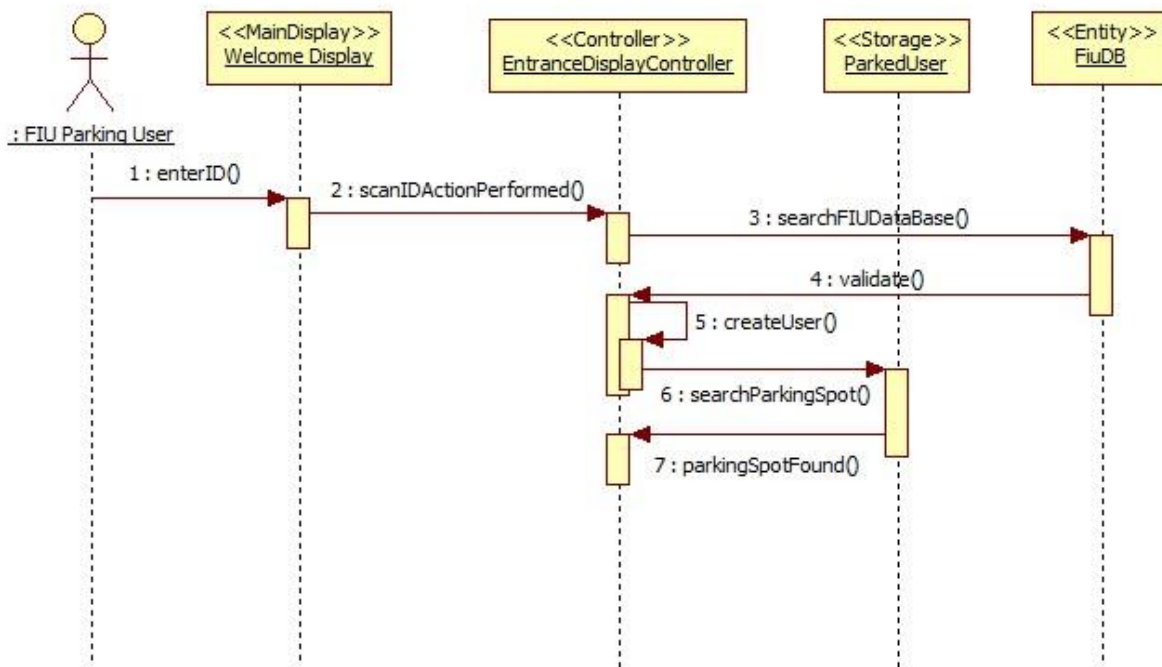 <<MainDisplay>>
Welcome Display
<<Controller>>
EntranceDisplayController
<<Storage>>
ParkedUser
<<Entity>>
FiuDB
: FIU Parking User
1 : enterID()
2 : scanIDActionPerformed()
3 : searchFIUDataBase()
4 : validate()
5 : createUser()
6 : searchParkingSpot()
7 : parkingSpotFound()